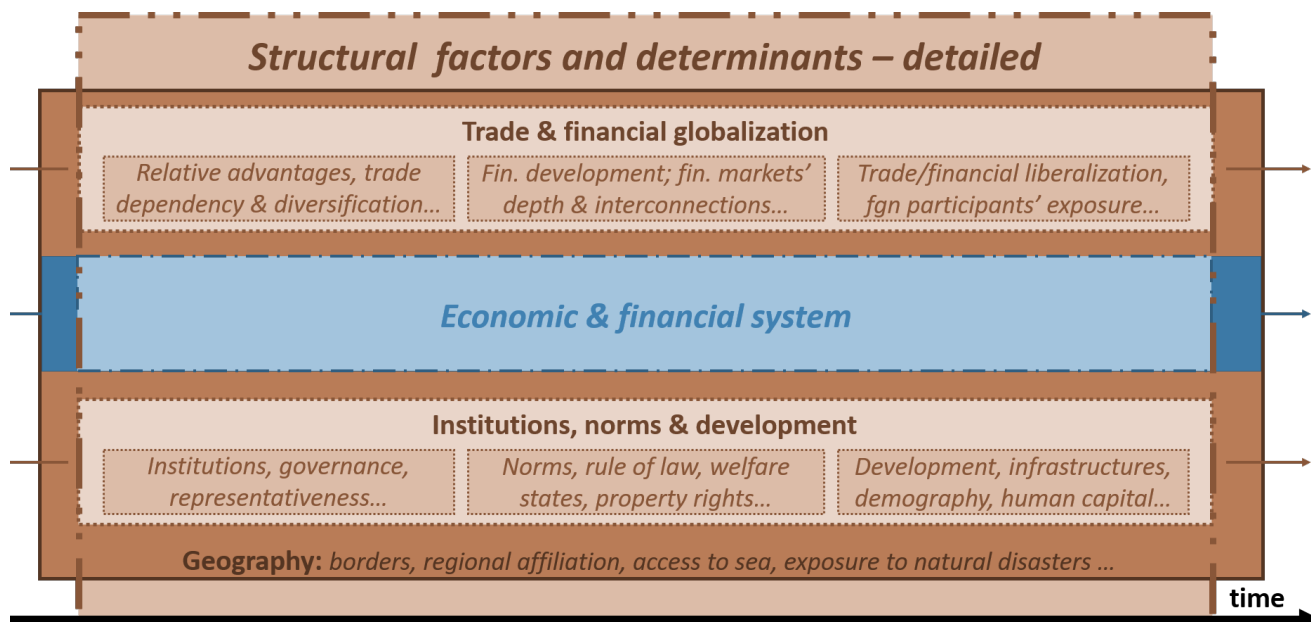 Structural factors and determinants – detailed
Trade & financial globalization
Relative advantages, trade
dependency & diversification…
Fin. development; fin. markets’
depth & interconnections…
Trade/financial liberalization,
fgn participants’ exposure…
Economic & financial system
Institutions, norms & development
Institutions, governance,
representativeness…
Norms, rule of law, welfare
states, property rights…
Development, infrastructures,
demography, human capital…
Geography: borders, regional affiliation, access to sea, exposure to natural disasters …
time